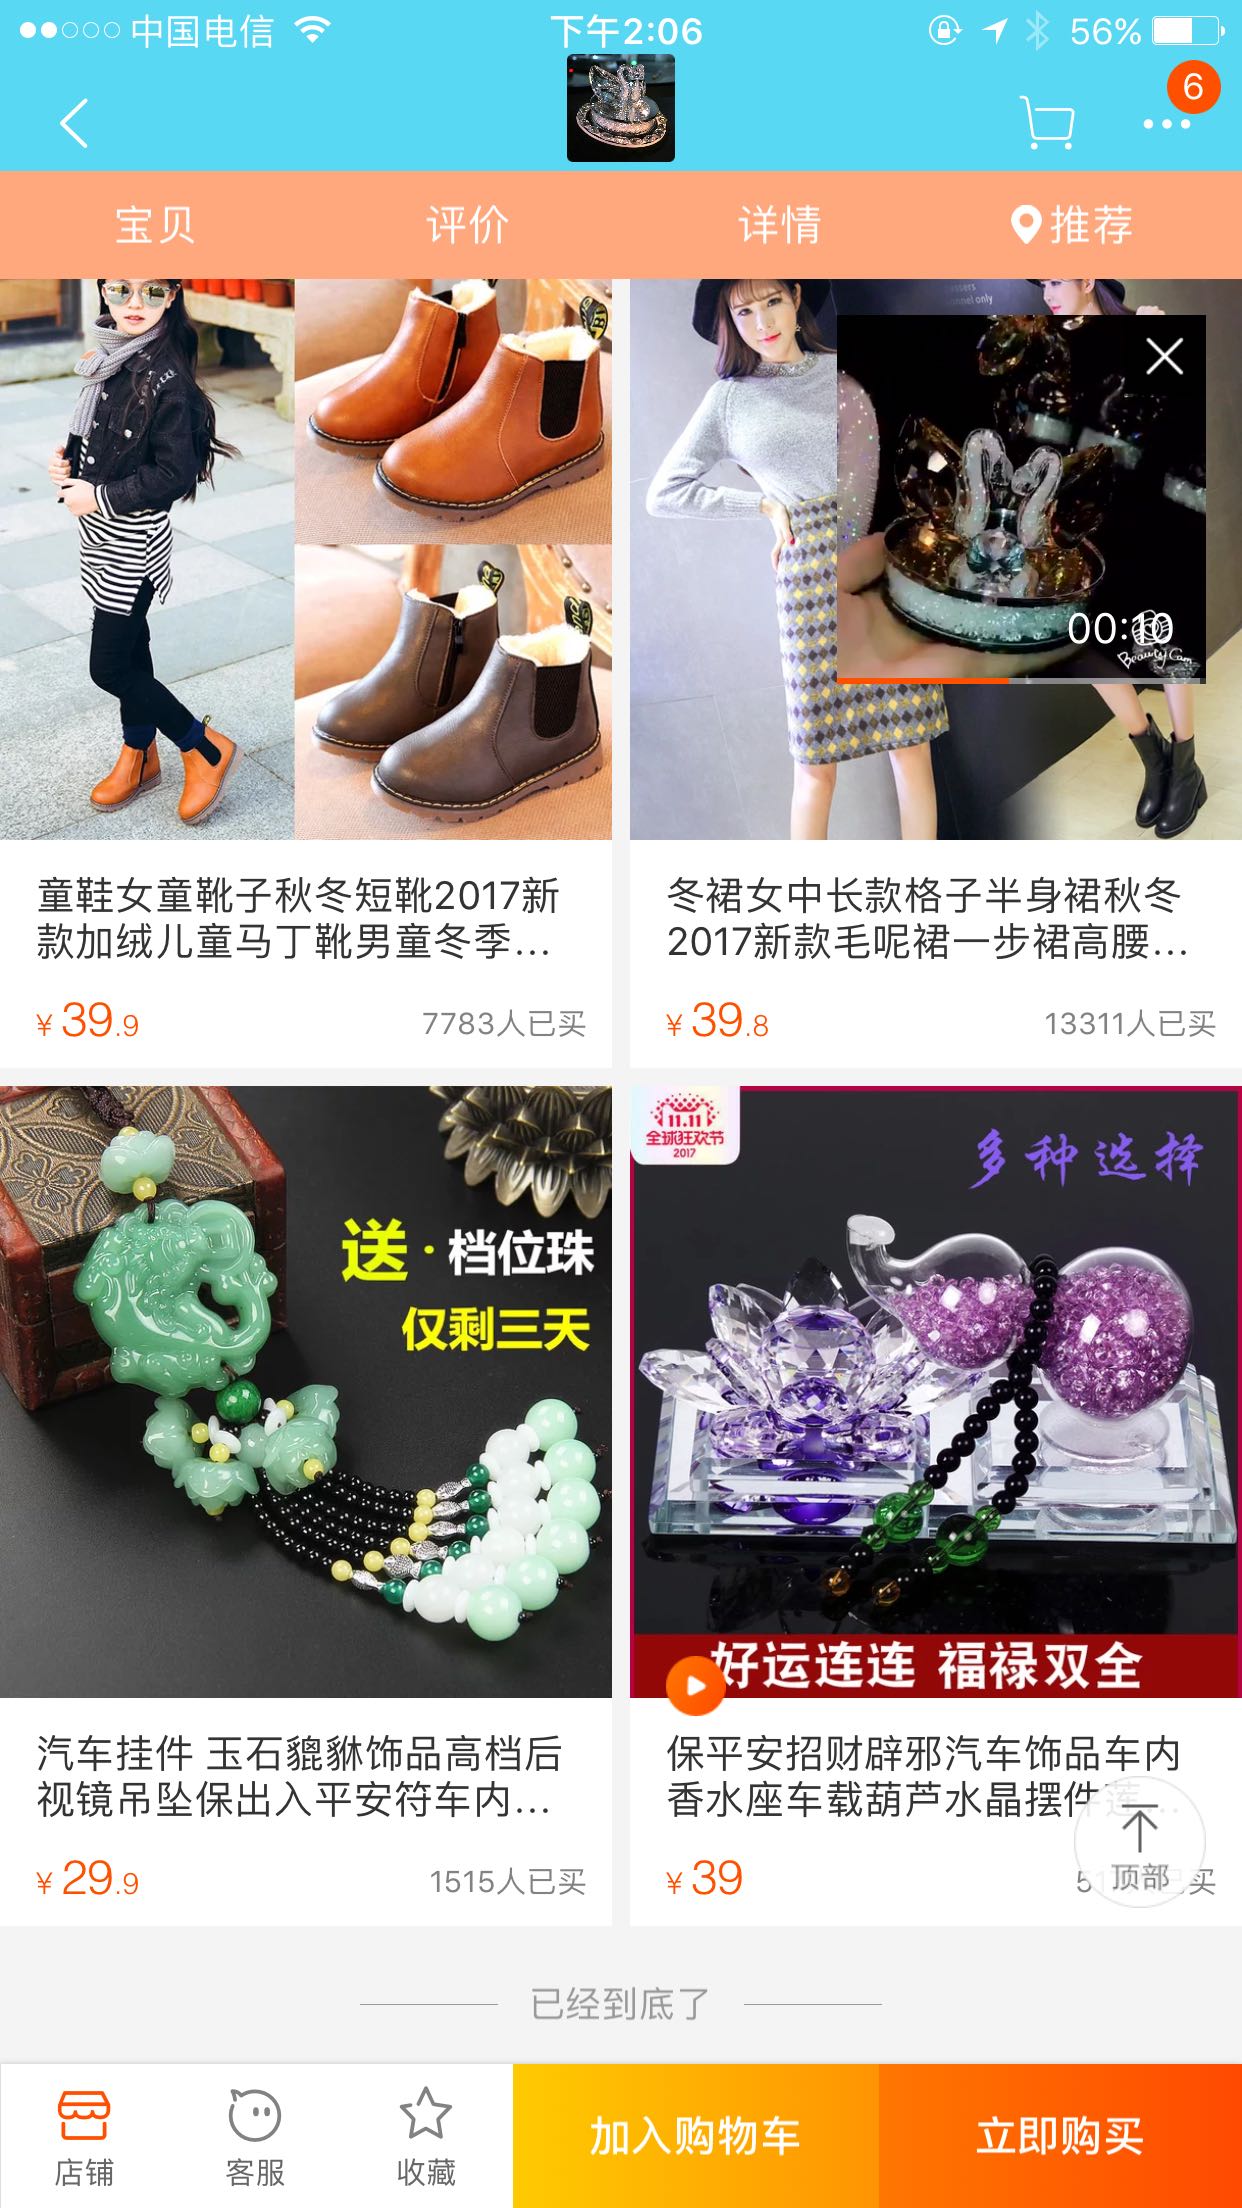 中国电信
下午2:06
56%
6
宝贝
评价
详情
推荐
00:10
BeautyCam
童鞋女童靴子秋冬短靴2017新
款加绒儿童马丁靴男童冬季...
¥39.9
7783人已买
冬裙女中长款格子半身裙秋冬
2017新款毛呢裙一步裙高腰...
¥39.8
13311人已买
送·档位珠
仅剩三天
11.11
全球狂欢节
2017
多种选择
好运连连 福禄双全
汽车挂件 玉石貔貅饰品高档后
视镜吊坠保出入平安符车内...
¥29.9
1515人已买
保平安招财辟邪汽车饰品车内
香水座车载葫芦水晶摆件莲...
¥39
顶部
已经到底了
店铺
客服
收藏
加入购物车
立即购买